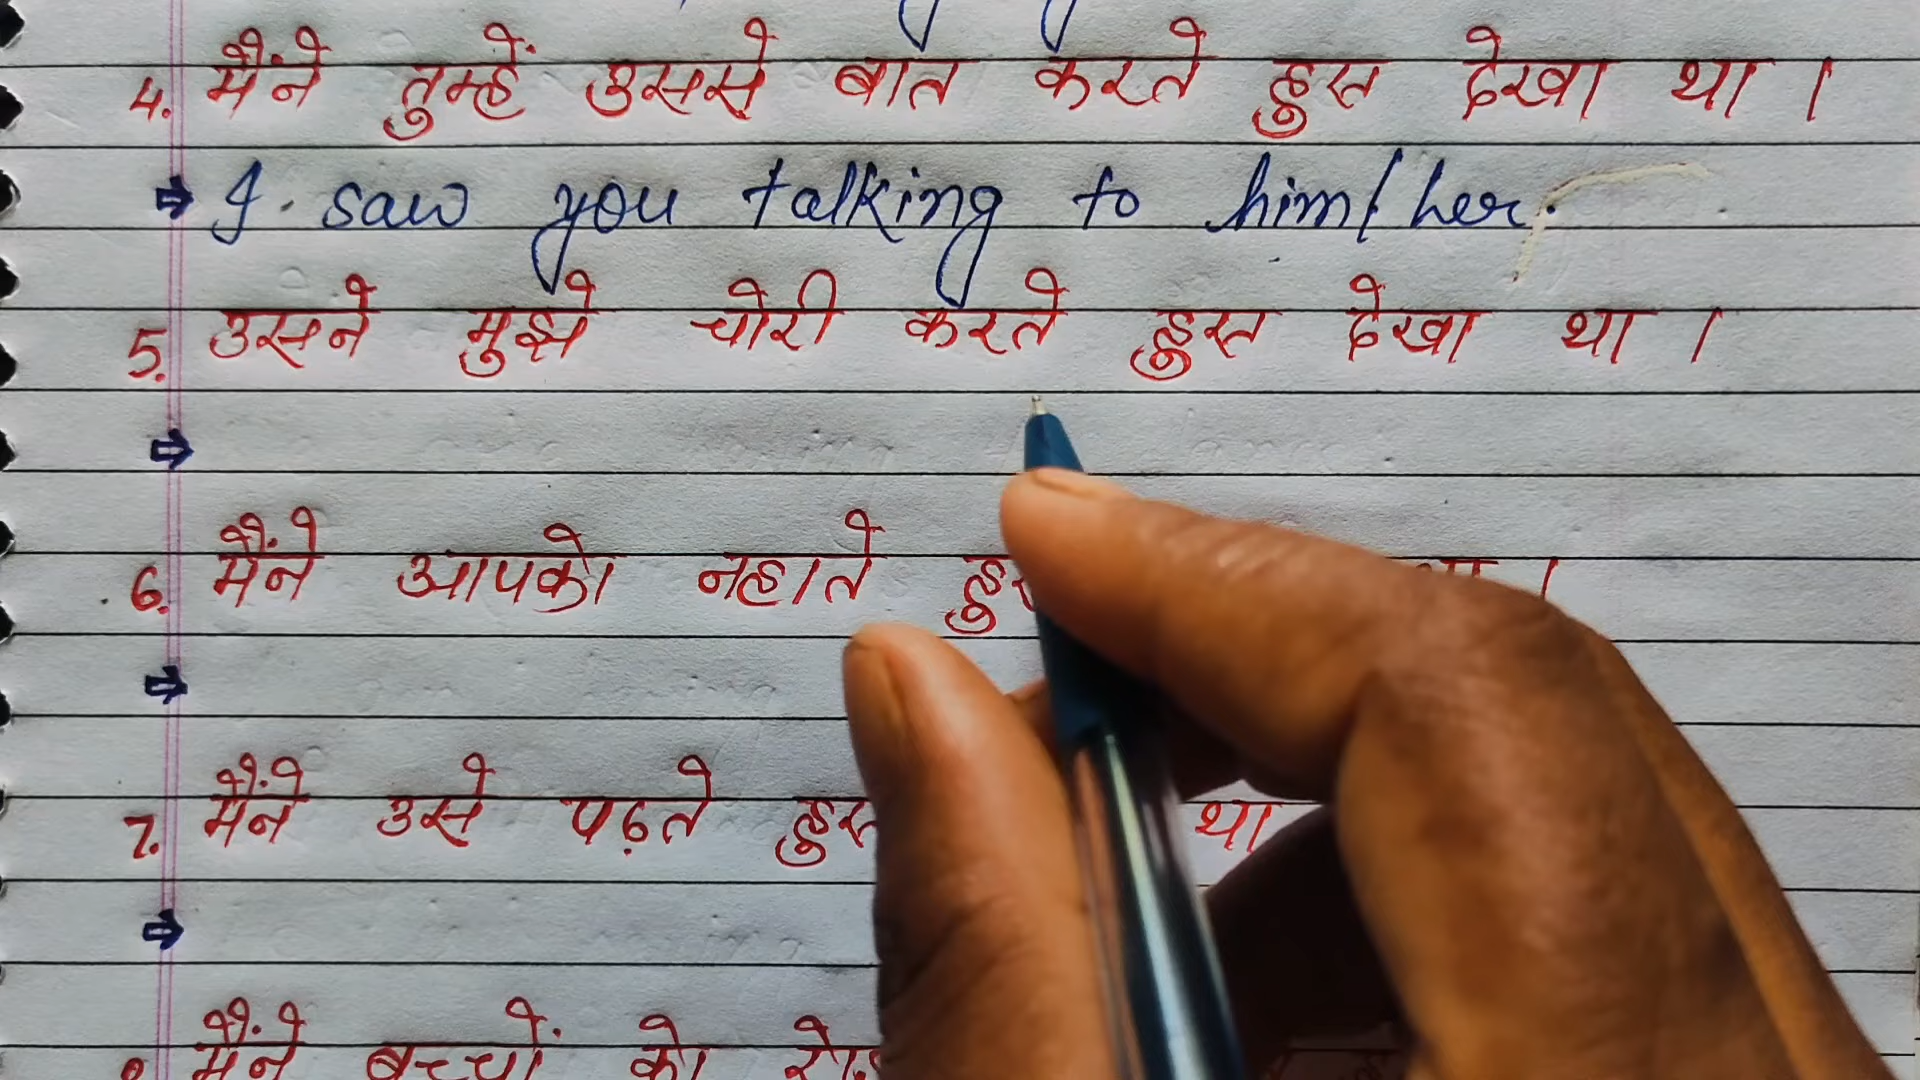 4. मैंने तुम्हें उससे बात करते हुए देखा था ।
I saw you talking to him/her.
5. उसने मुझे चोरी करते हुए देखा था ।
6. मैंने आपको नहाते था ।
7. मैंने उसे पढ़ते था
मैंने बच्चों को